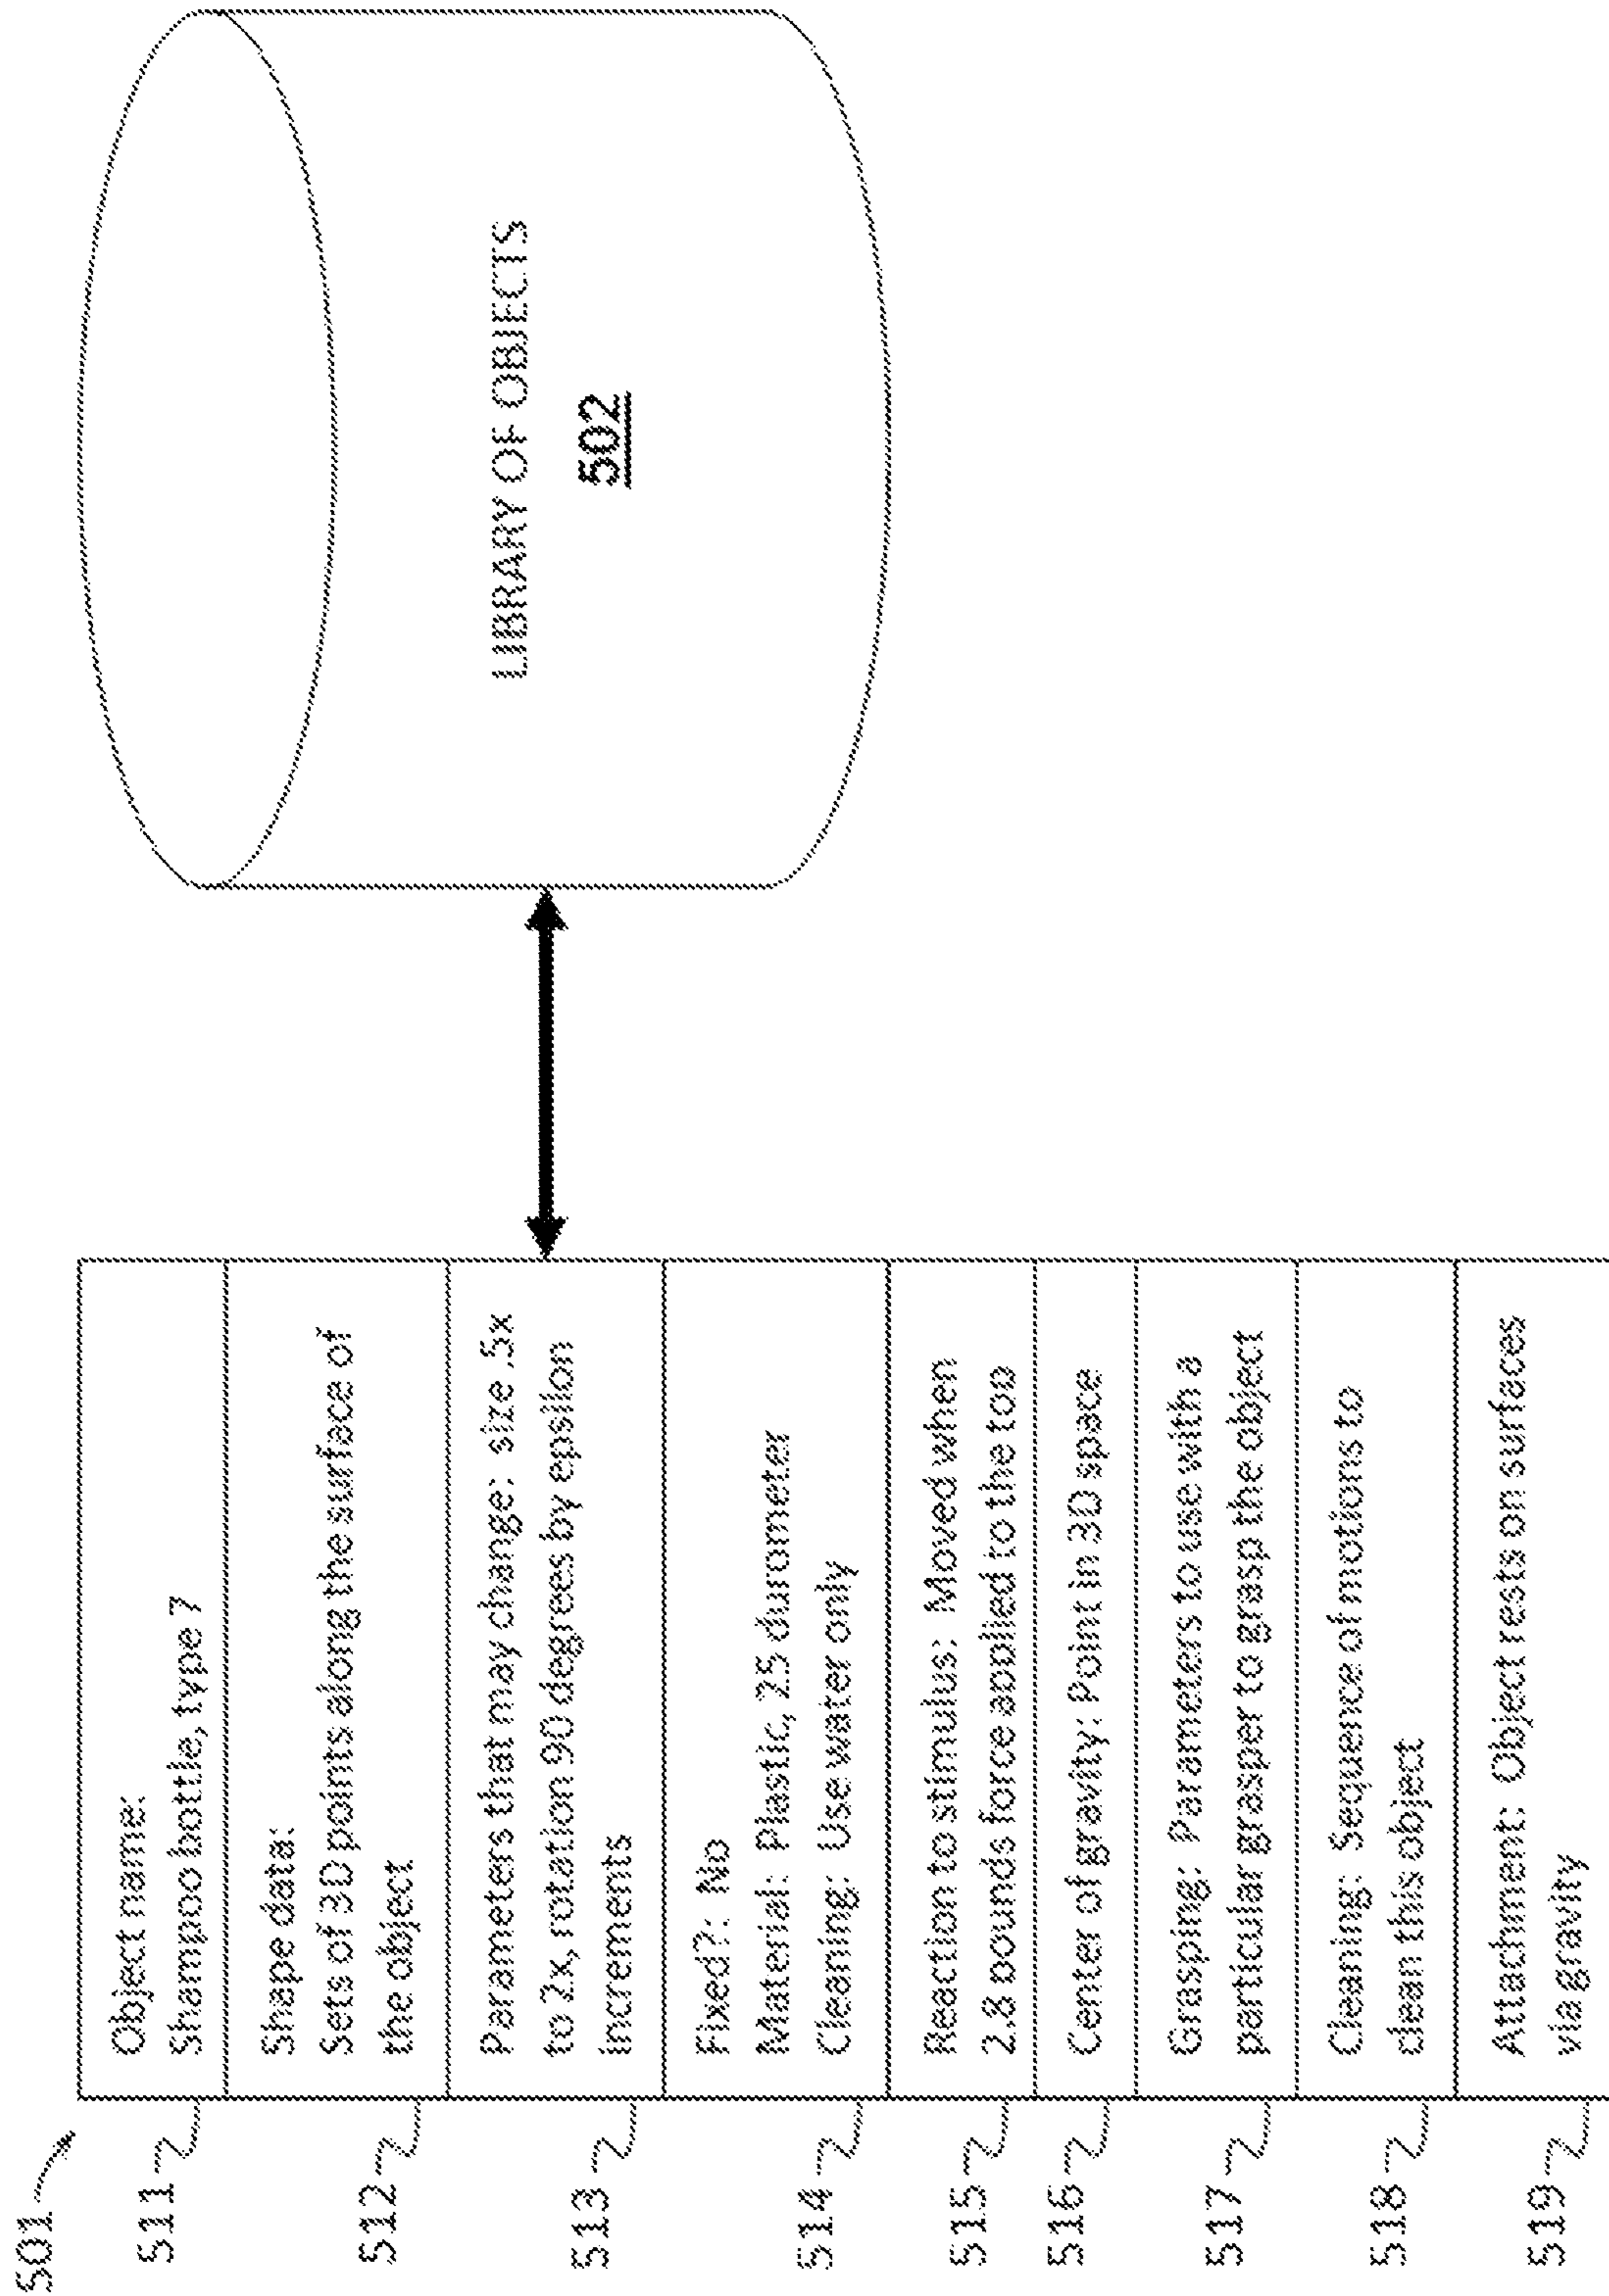 501
511
Object name:
Shampoo bottle, type 7
512
Shape data:
Sets of 3D points along the surface of
the object
513
Parameters that may change: size .5x
to 2x, rotation 90 degrees by epsilon
increments
514
Fixed?: No
Material: Plastic, 25 durometer
Cleaning: Use water only
515
Reaction to stimulus: Moved when
2.8 pounds force applied to the top
516
Center of gravity: Point in 3D space
517
Grasping: Parameters to use with a
particular grasper to grasp the object
518
Cleaning: Sequence of motions to
clean this object
519
Attachment: Object rests on surfaces
via gravity
LIBRARY OF OBJECTS
502